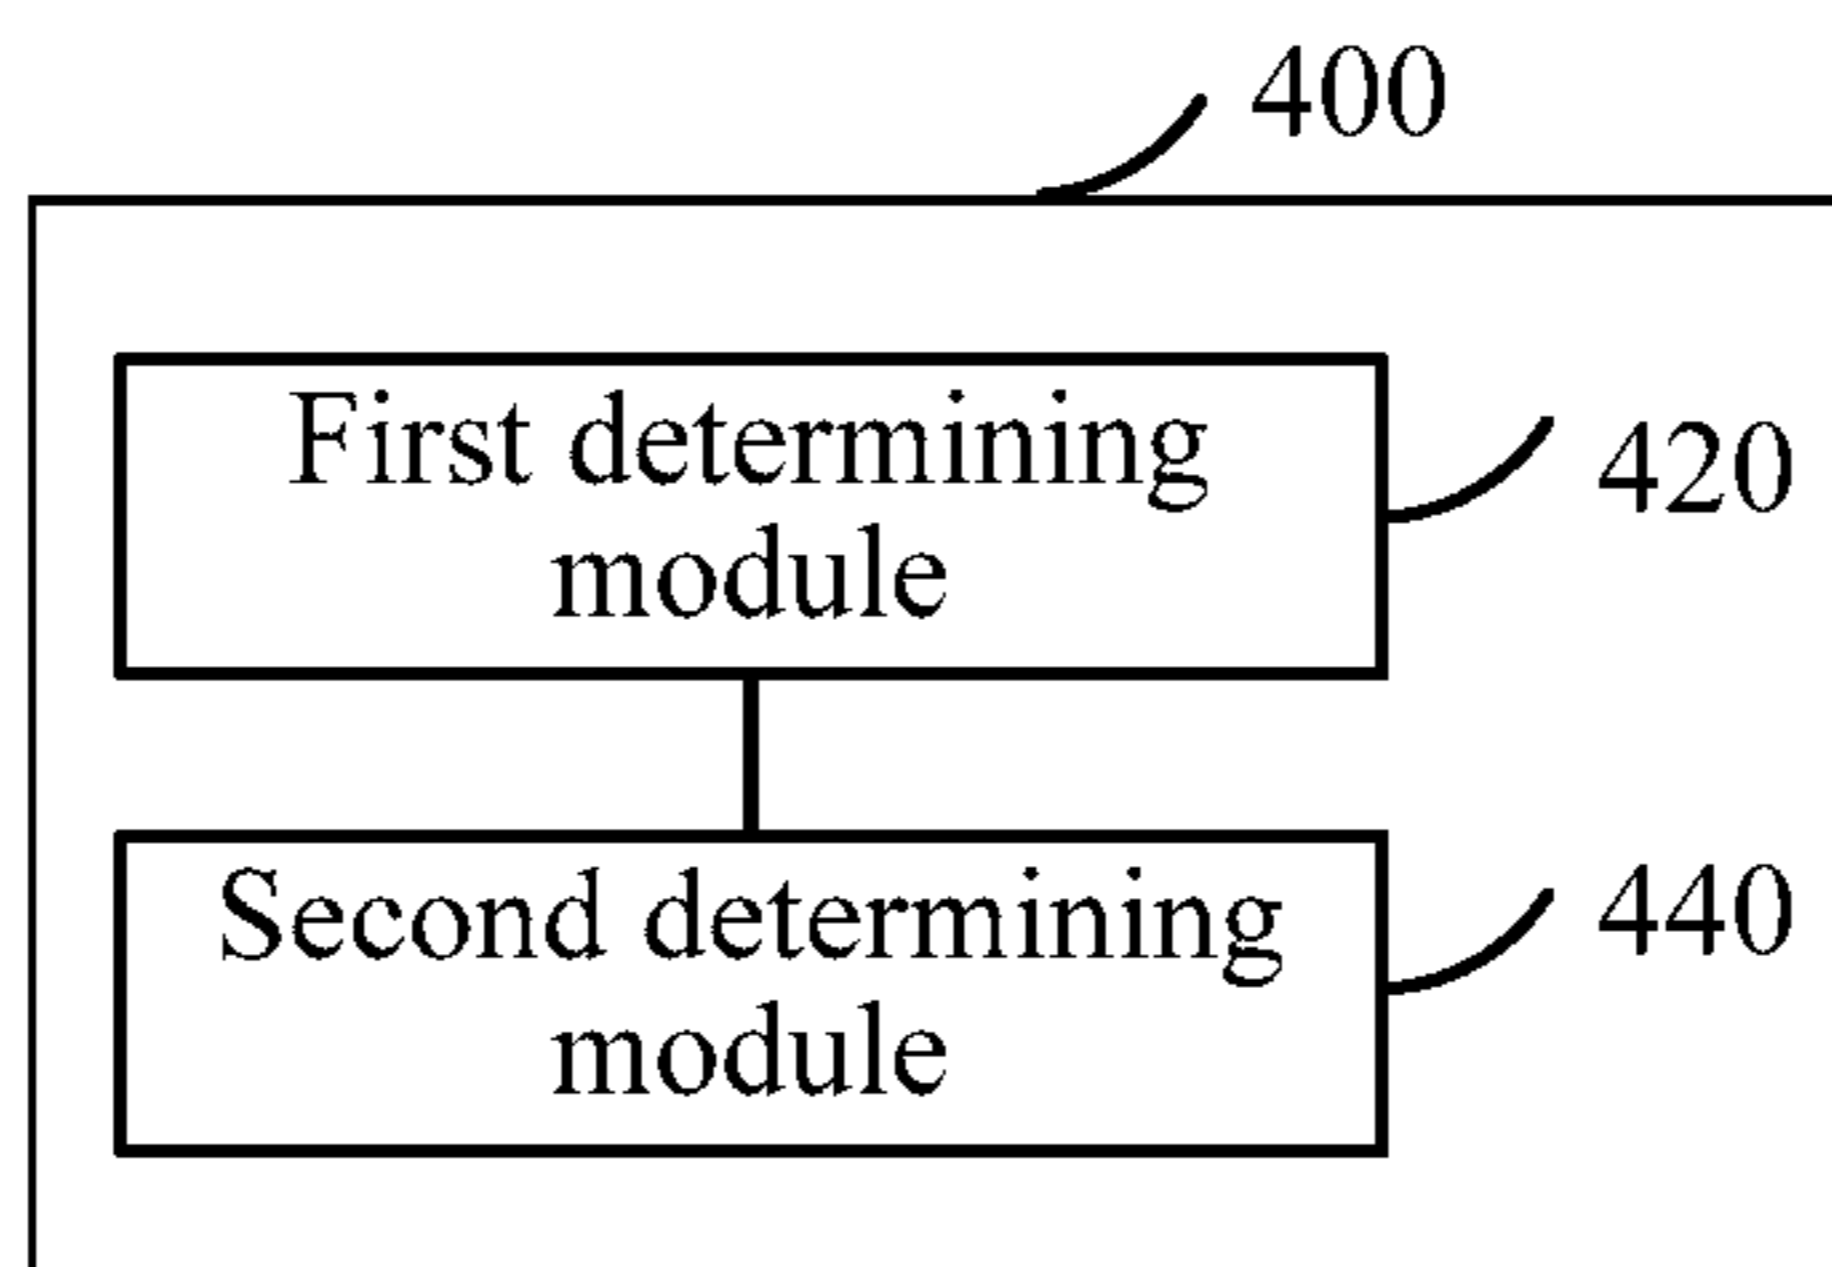 400
First determining
module
420
Second determining
module
440